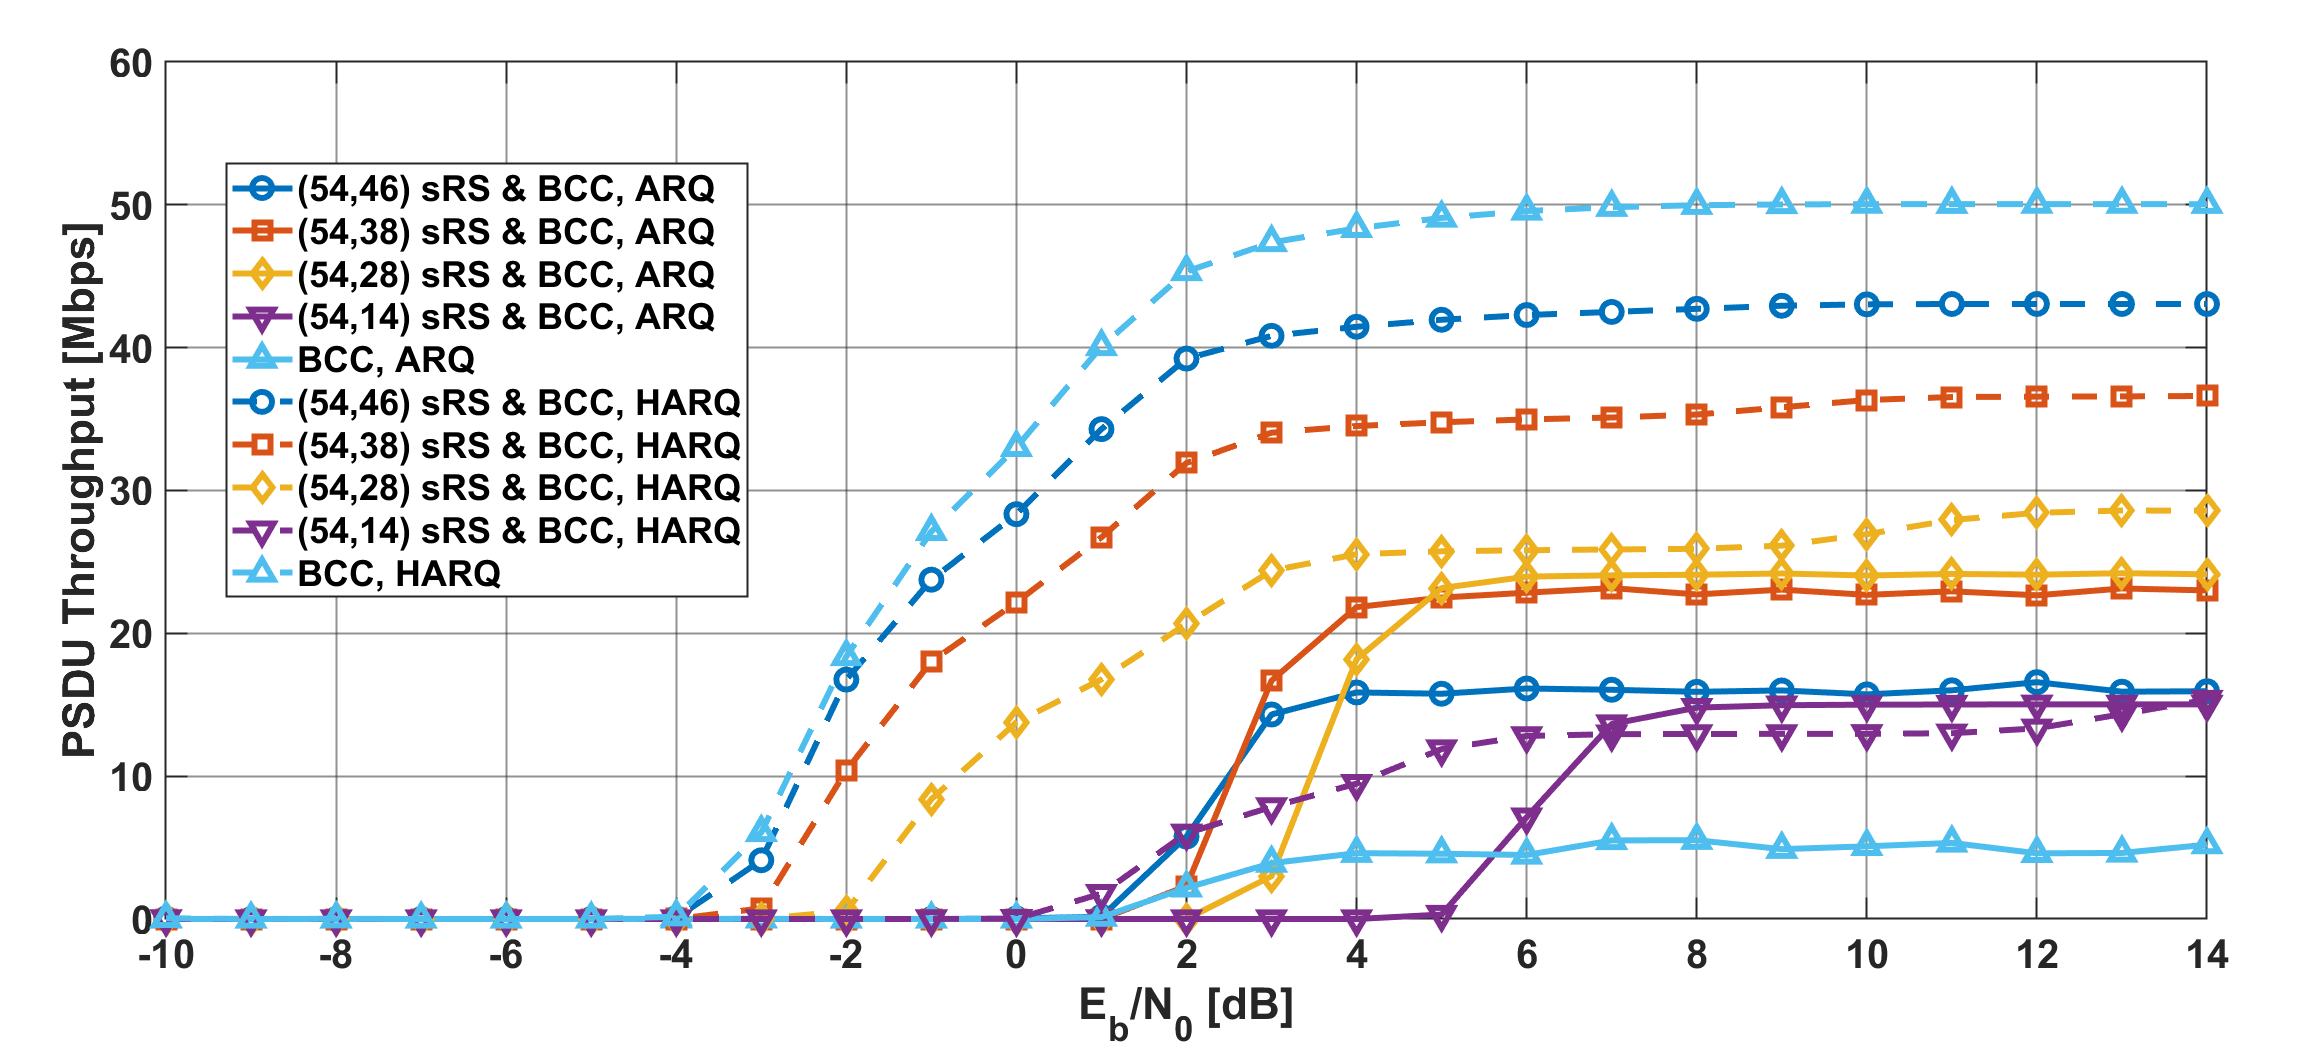 60
50
40
30
20
10
0
PSDU Throughput [Mbps]
(54,46) sRS & BCC, ARQ
(54,38) sRS & BCC, ARQ
(54,28) sRS & BCC, ARQ
(54,14) sRS & BCC, ARQ
BCC, ARQ
(54,46) sRS & BCC, HARQ
(54,38) sRS & BCC, HARQ
(54,28) sRS & BCC, HARQ
(54,14) sRS & BCC, HARQ
BCC, HARQ
-10 -8 -6 -4 -2 0 2 4 6 8 10 12 14
E_b/N_0 [dB]